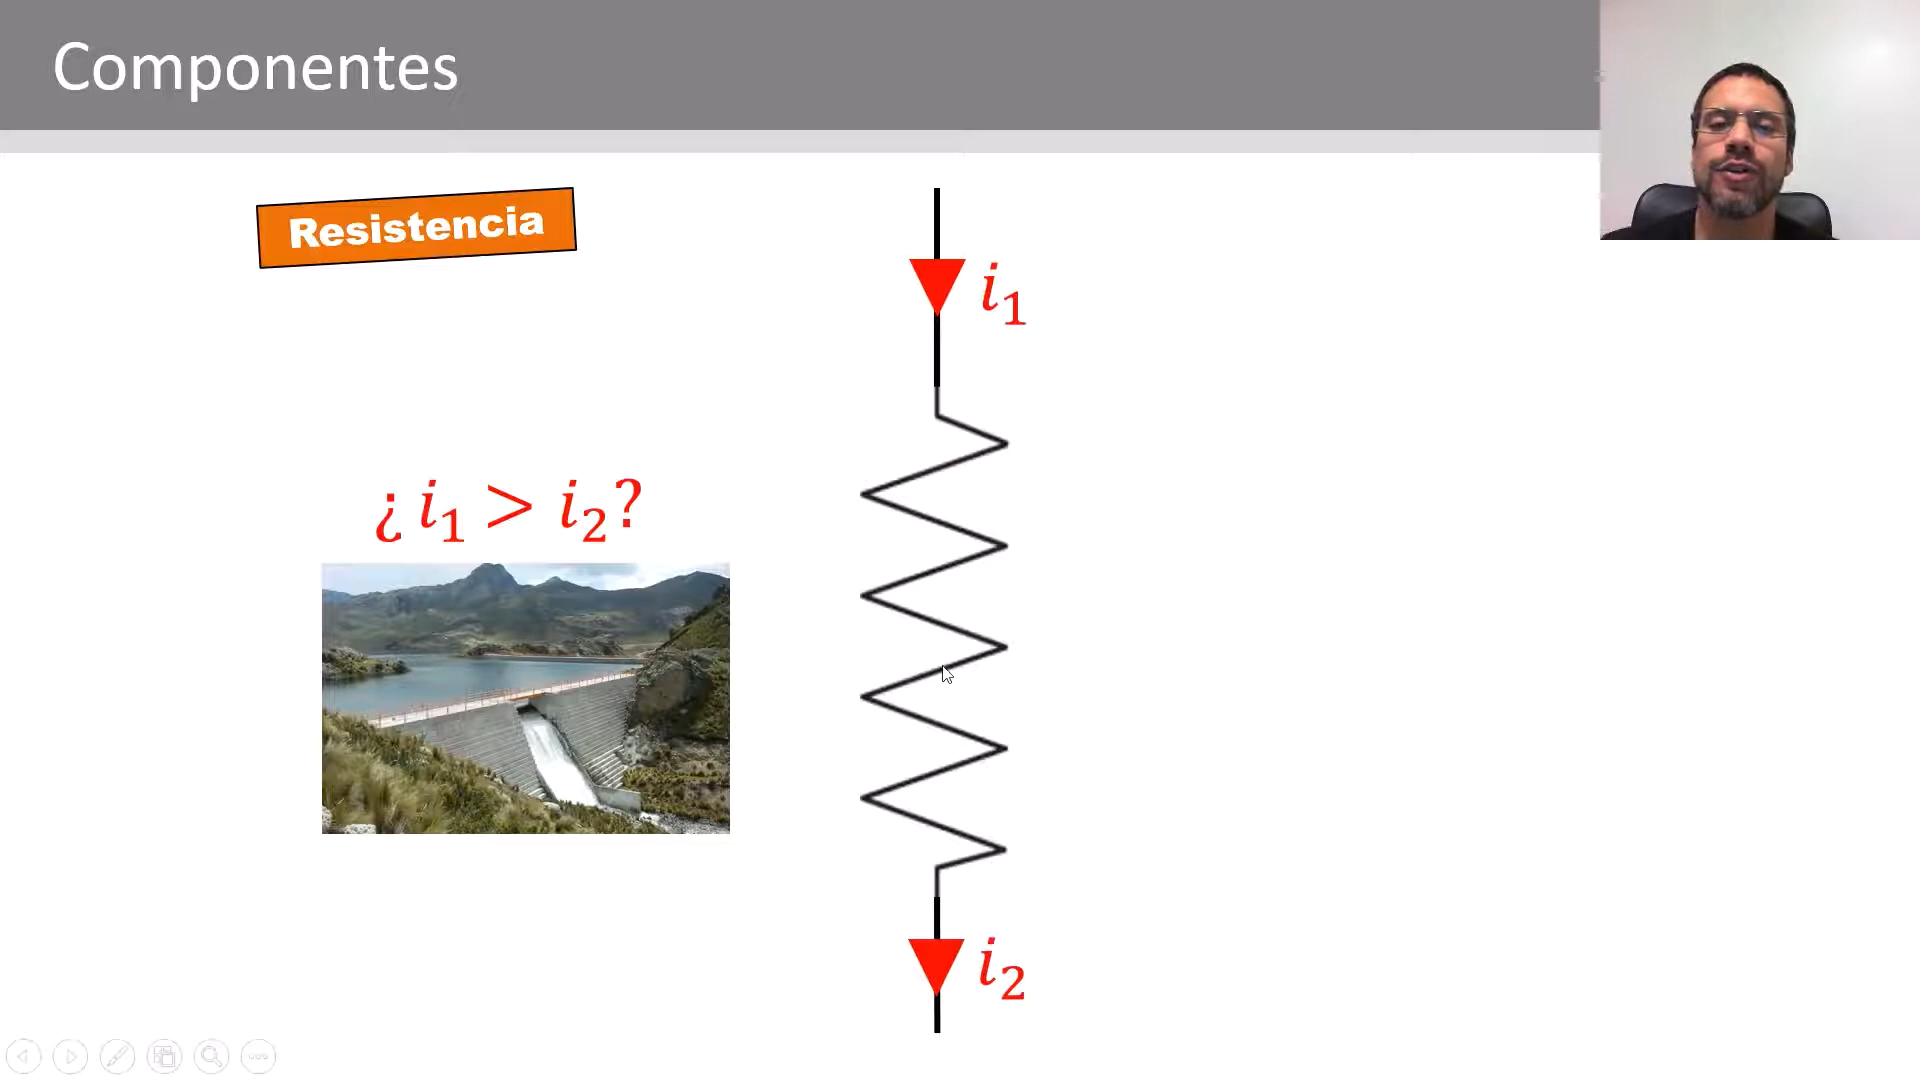 Componentes
Resistencia
i₁
¿ i₁ > i₂?
i₂